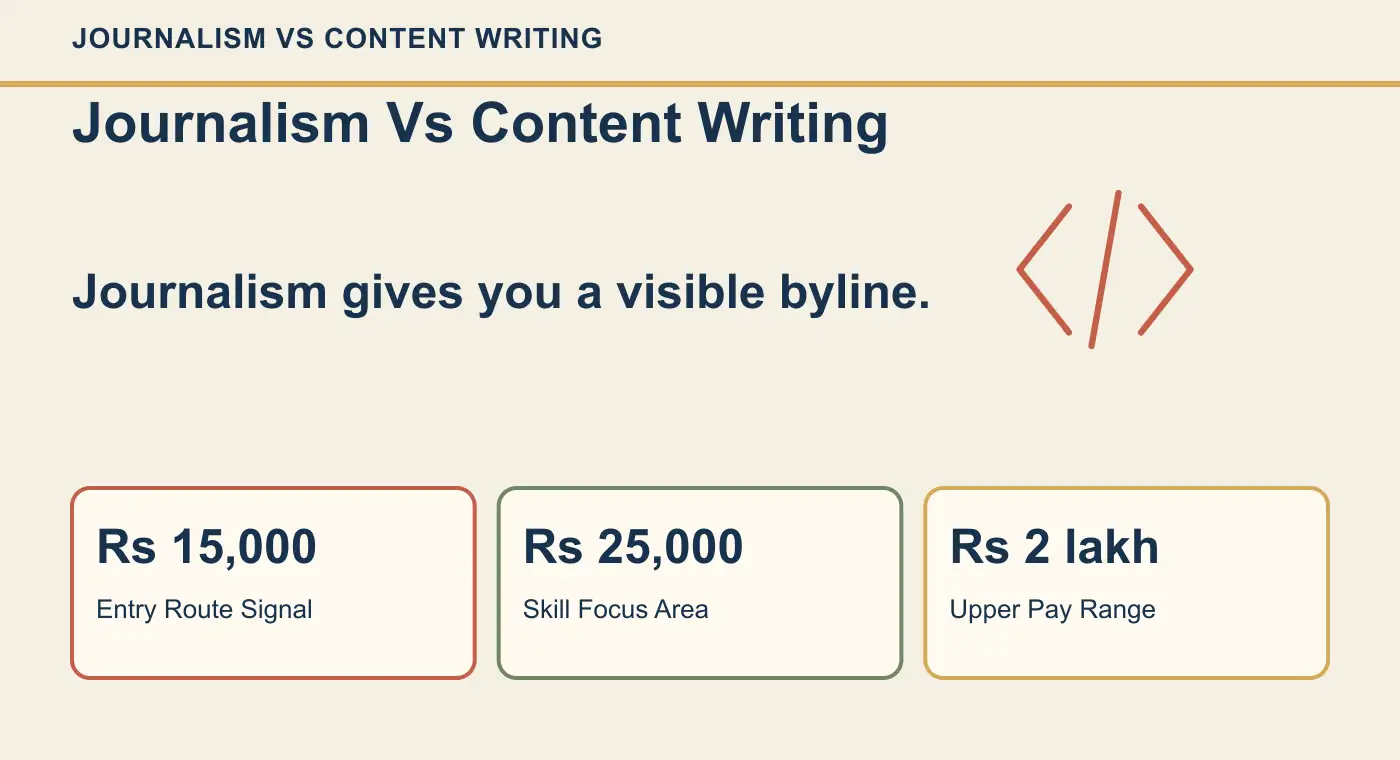 JOURNALISM VS CONTENT WRITING
Journalism Vs Content Writing
Journalism gives you a visible byline.
Rs 15,000
Entry Route Signal
Rs 25,000
Skill Focus Area
Rs 2 lakh
Upper Pay Range